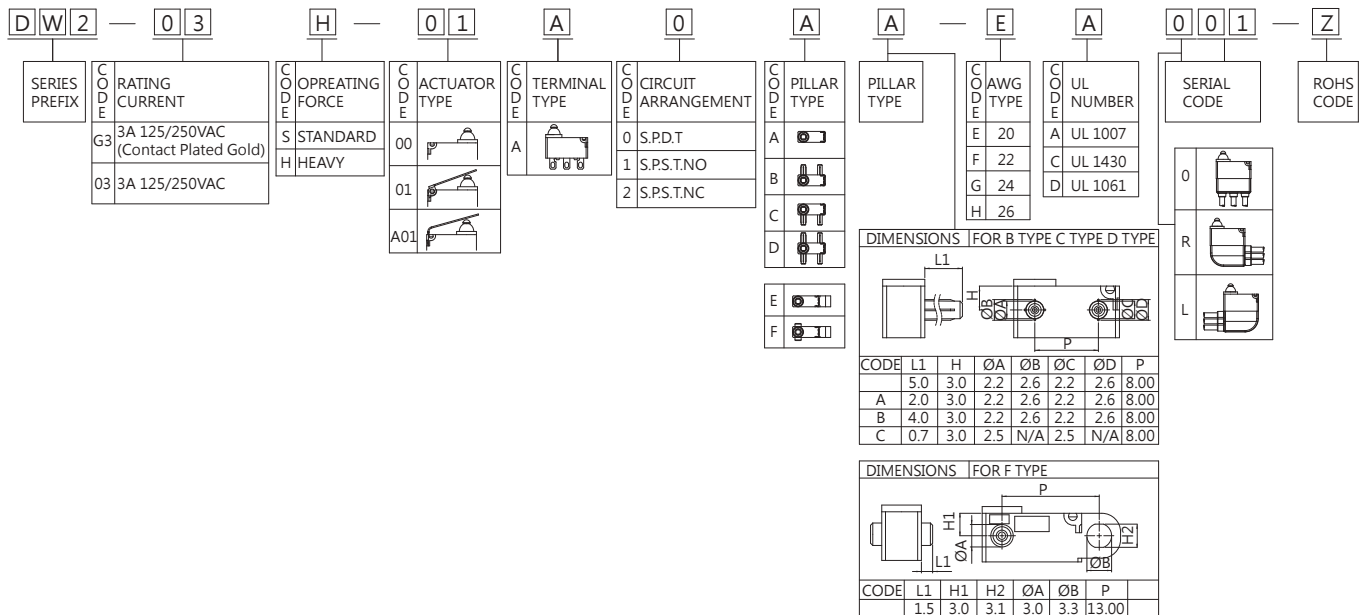 DW2 — 03 H — 01 A 0 A A — E A 001 — Z
SERIES PREFIX
CODE RATING CURRENT
G3 3A 125/250VAC (Contact Plated Gold)
03 3A 125/250VAC
CODE OPREATING FORCE
S STANDARD
H HEAVY
CODE ACTUATOR TYPE
00
01
A01
CODE TERMINAL TYPE
A
CODE CIRCUIT ARRANGEMENT
0 S.P.D.T
1 S.P.S.T.NO
2 S.P.S.T.NC
CODE PILLAR TYPE
A
B
C
D
E
F
PILLAR TYPE
CODE AWG TYPE
E 20
F 22
G 24
H 26
CODE UL NUMBER
A UL 1007
C UL 1430
D UL 1061
SERIAL CODE
0
R
L
ROHS CODE
DIMENSIONS FOR B TYPE C TYPE D TYPE
L1
H
ØB
ØA
ØC
ØD
P
CODE L1 H ØA ØB ØC ØD P
5.0 3.0 2.2 2.6 2.2 2.6 8.00
A 2.0 3.0 2.2 2.6 2.2 2.6 8.00
B 4.0 3.0 2.2 2.6 2.2 2.6 8.00
C 0.7 3.0 2.5 N/A 2.5 N/A 8.00
DIMENSIONS FOR F TYPE
P
H1
ØA
L1
H2
ØB
CODE L1 H1 H2 ØA ØB P
1.5 3.0 3.1 3.0 3.3 13.00